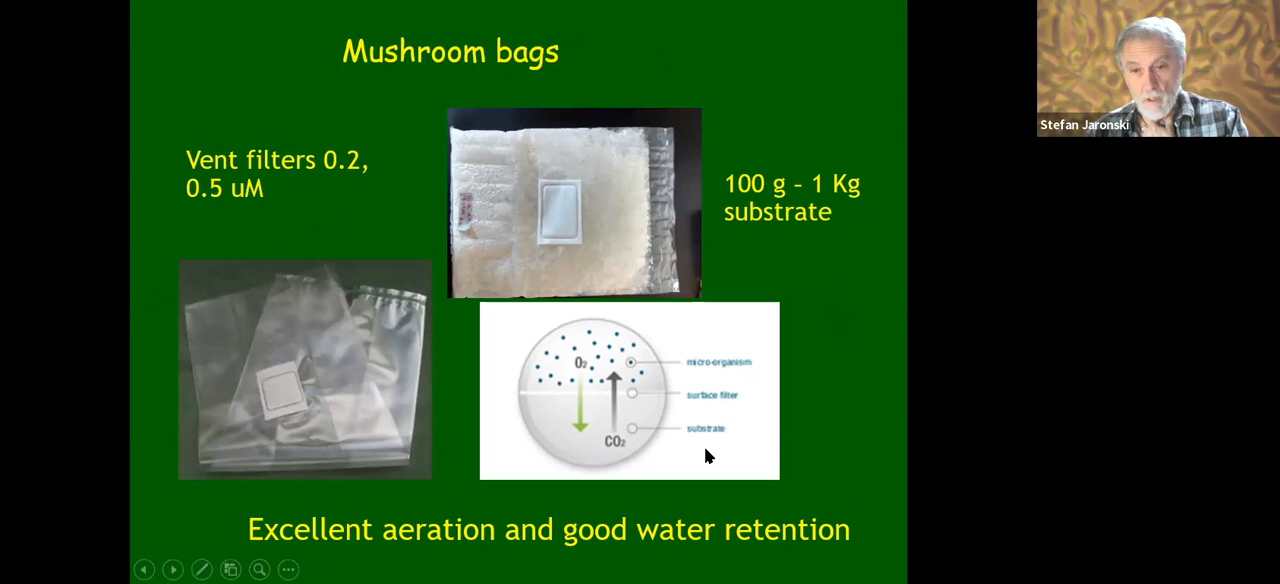 Mushroom bags
Vent filters 0.2,
0.5 uM
100 g – 1 Kg
substrate
O₂
CO₂
micro-organism
surface filter
substrate
Excellent aeration and good water retention
Stefan Jaronski